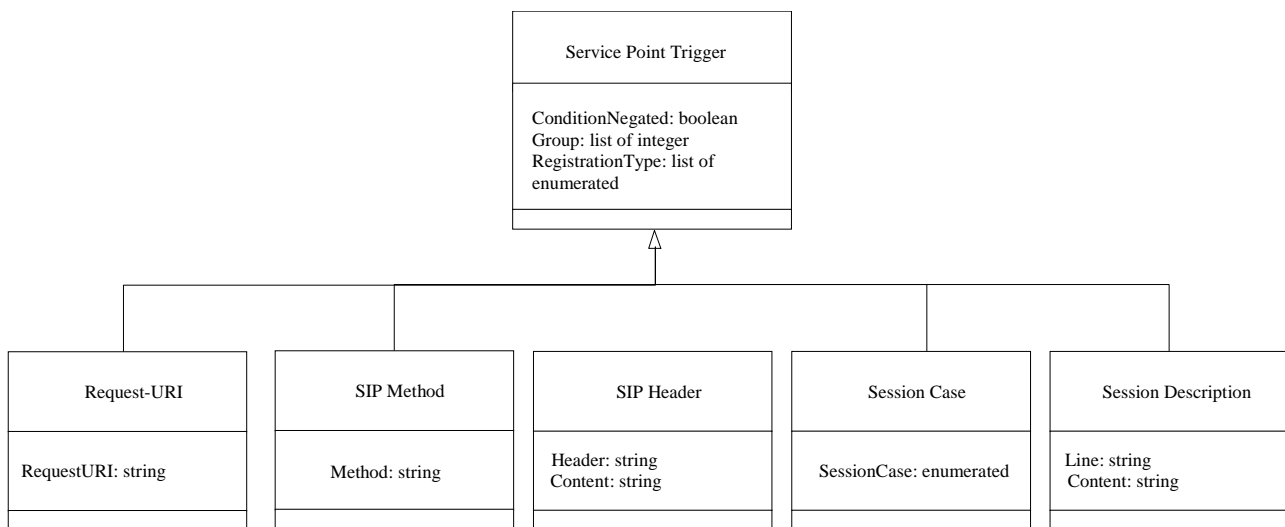 Service Point Trigger
ConditionNegated: boolean
Group: list of integer
RegistrationType: list of
enumerated
Request-URI
SIP Method
SIP Header
Session Case
Session Description
RequestURI: string
Method: string
Header: string
Content: string
SessionCase: enumerated
Line: string
Content: string